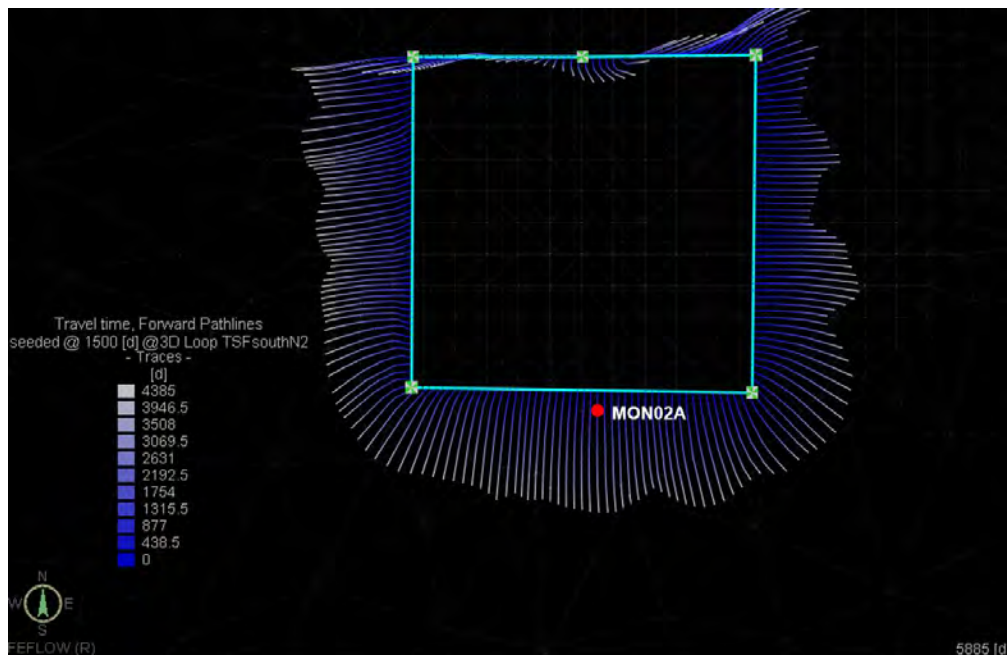 MON02A
Travel time, Forward Pathlines
seeded @ 1500 [d] @3D Loop TSFsouthN2
- Traces -
[d]
4385
3946.5
3508
3069.5
2631
2192.5
1754
1315.5
877
438.5
0
N
W E
S
FEFLOW (R)
5885 [d]